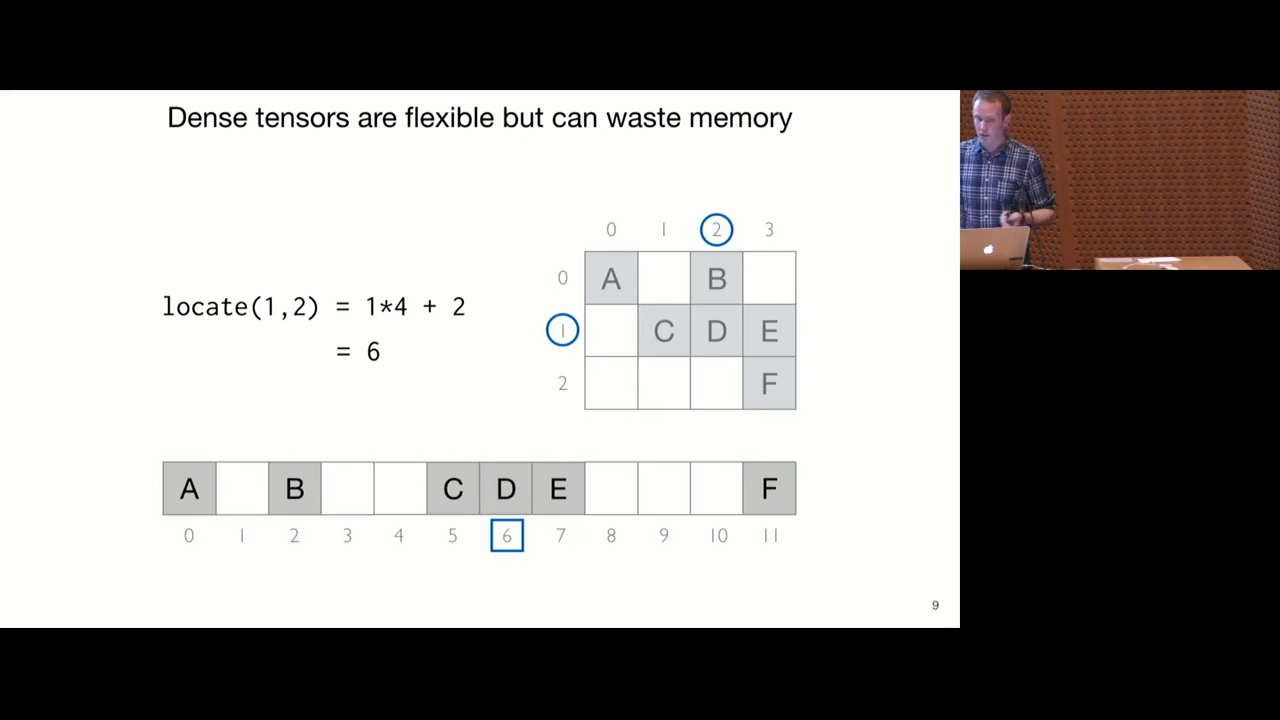 Dense tensors are flexible but can waste memory
0 1 2 3
0 A B
locate(1,2) = 1*4 + 2
1 C D E
= 6
2 F
A B C D E F
0 1 2 3 4 5 6 7 8 9 10 11
9